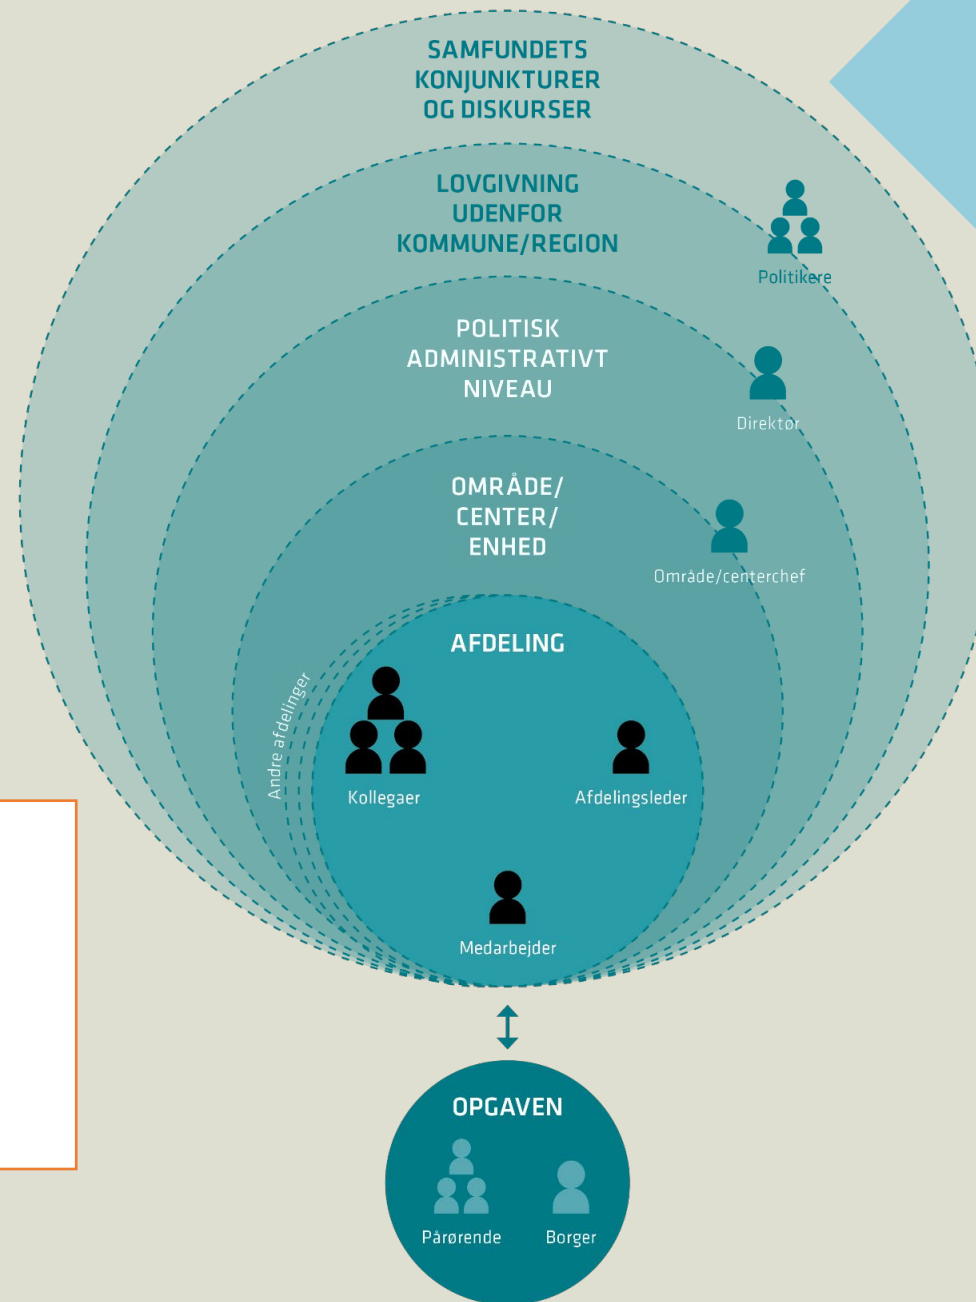 SAMFUNDETS
KONJUNKTURER
OG DISKURSER
LOVGIVNING
UDENFOR
KOMMUNE/REGION
Politikere
POLITISK
ADMINISTRATIVT
NIVEAU
Direktør
OMRÅDE/
CENTER/
ENHED
Område/centerchef
AFDELING
Andre afdelinger
Kollegaer
Afdelingsleder
Medarbejder
OPGAVEN
Pårørende
Borger